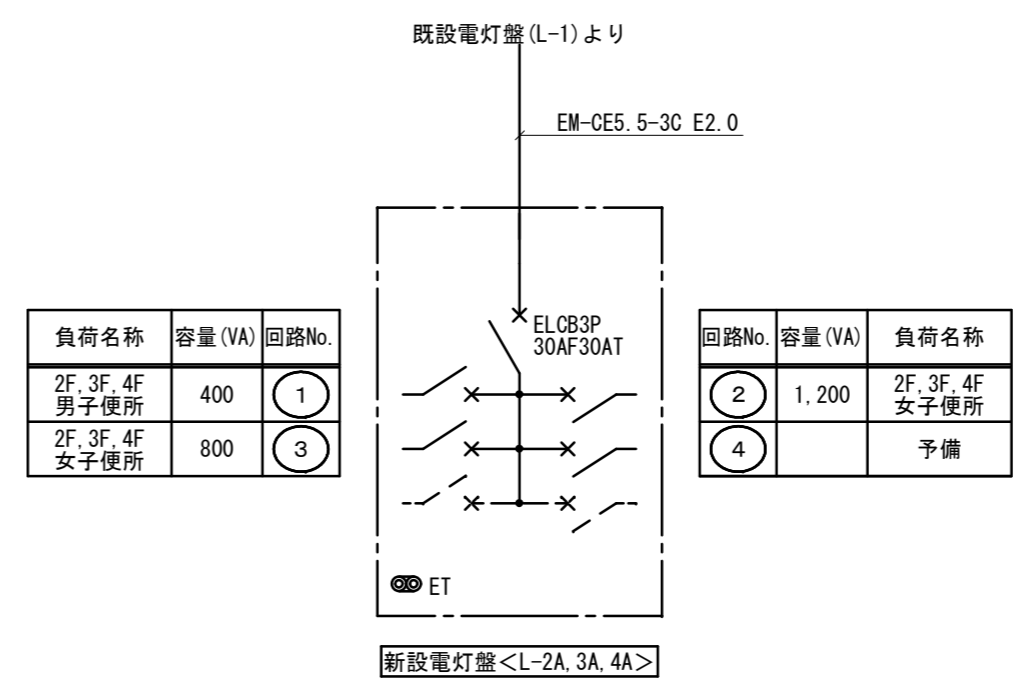 既設電灯盤(L-1)より
EM-CE5.5-3C E2.0
ELCB3P
30AF30AT
負荷名称 容量(VA) 回路No.
2F,3F,4F
男子便所 400 1
2F,3F,4F
女子便所 800 3
回路No. 容量(VA) 負荷名称
2 1,200 2F,3F,4F
女子便所
4 予備
ET
新設電灯盤<L-2A,3A,4A>